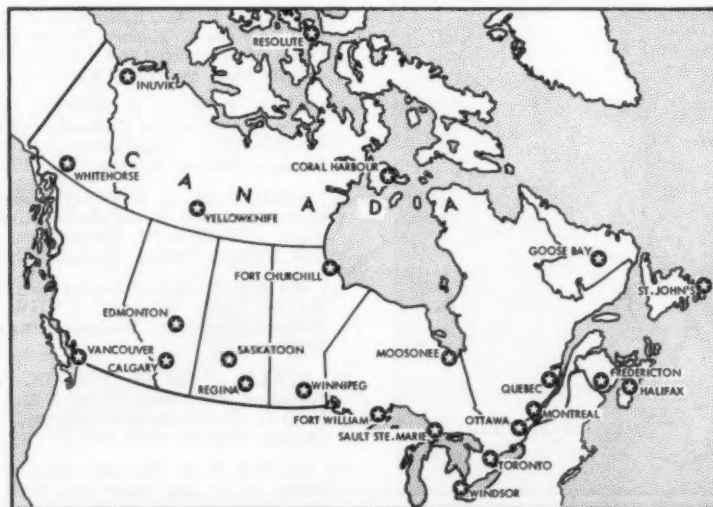 RESOLUTE
INUVIK
CORAL HARBOUR
WHITEHORSE
C A N A D A
YELLOWKNIFE
GOOSE BAY
FORT CHURCHILL
ST. JOHN'S
EDMONTON
VANCOUVER
SASKATOON
MOOSONEE
CALGARY
FREDERICTON
REGINA
WINNIPEG
QUEBEC
HALIFAX
FORT WILLIAM
OTTAWA
MONTREAL
SAULT STE. MARIE
TORONTO
WINDSOR